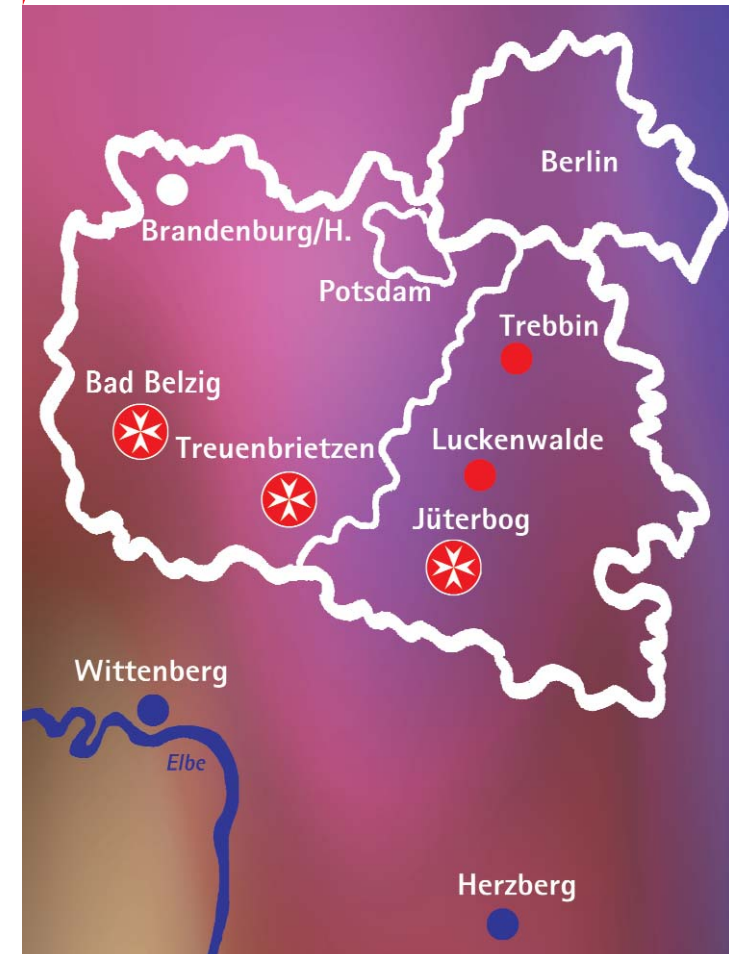 Berlin
Brandenburg/H.
Potsdam
Trebbin
Bad Belzig
Treuenbrietzen
Luckenwalde
Jüterbog
Wittenberg
Elbe
Herzberg